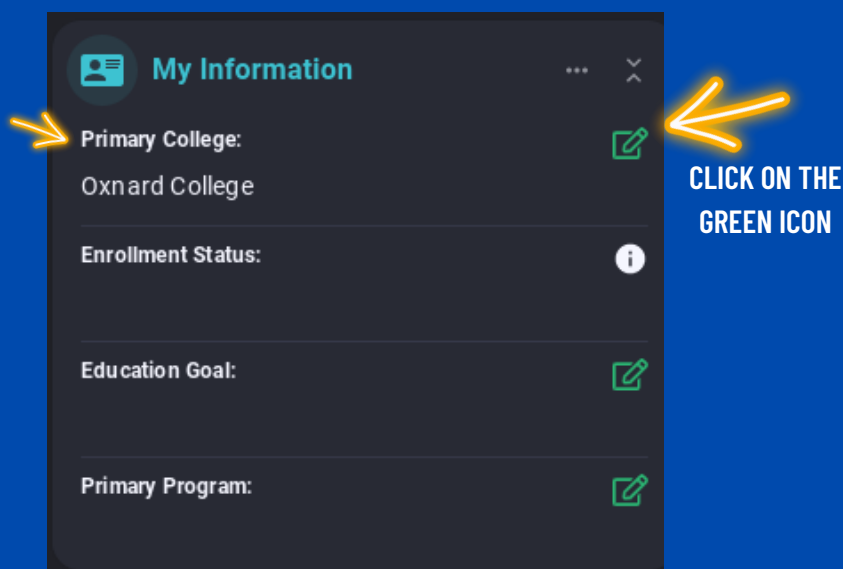 My Information
Primary College:
Oxnard College
CLICK ON THE
GREEN ICON
Enrollment Status:
Education Goal:
Primary Program: